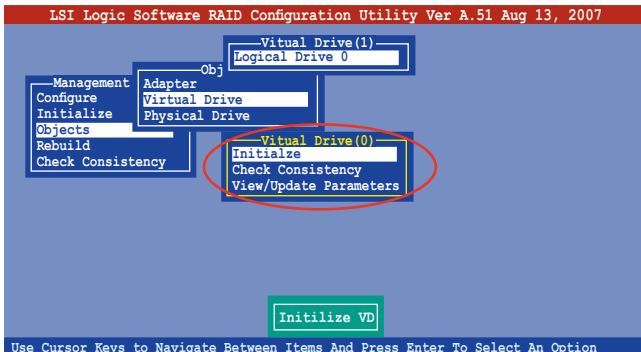 LSI Logic Software RAID Configuration Utility Ver A.51 Aug 13, 2007
Vitual Drive(1)
Logical Drive 0
Obj
Adapter
Virtual Drive
Physical Drive
Management
Configure
Initialize
Objects
Rebuild
Check Consistency
Vitual Drive(0)
Initialze
Check Consistency
View/Update Parameters
Initilize VD
Use Cursor Keys to Navigate Between Items And Press Enter To Select An Option